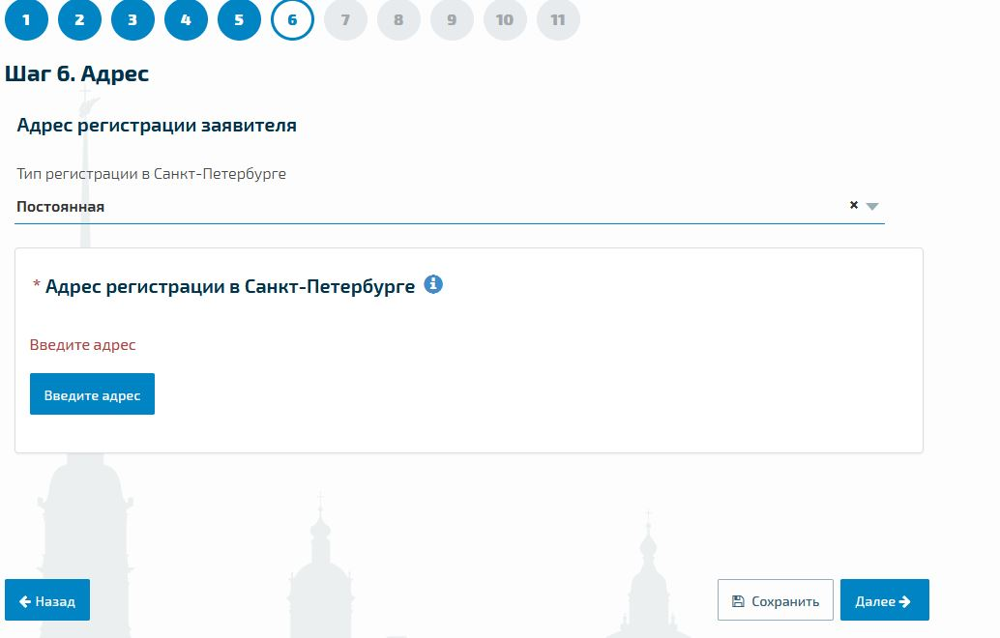 1 2 3 4 5 6 7 8 9 10 11
Шаг 6. Адрес
Адрес регистрации заявителя
Тип регистрации в Санкт-Петербурге
Постоянная
* Адрес регистрации в Санкт-Петербурге
Введите адрес
Введите адрес
Назад
Сохранить
Далее